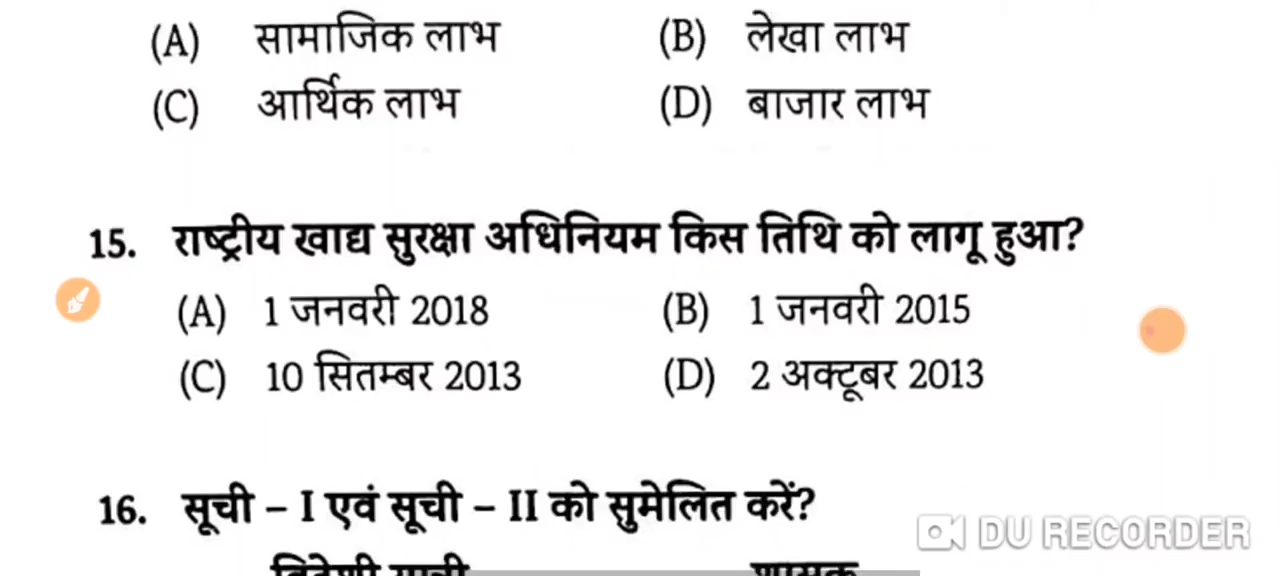 (A) सामाजिक लाभ (B) लेखा लाभ
(C) आर्थिक लाभ (D) बाजार लाभ
15. राष्ट्रीय खाद्य सुरक्षा अधिनियम किस तिथि को लागू हुआ?
(A) 1 जनवरी 2018 (B) 1 जनवरी 2015
(C) 10 सितम्बर 2013 (D) 2 अक्टूबर 2013
16. सूची – I एवं सूची – II को सुमेलित करें?
DU RECORDER